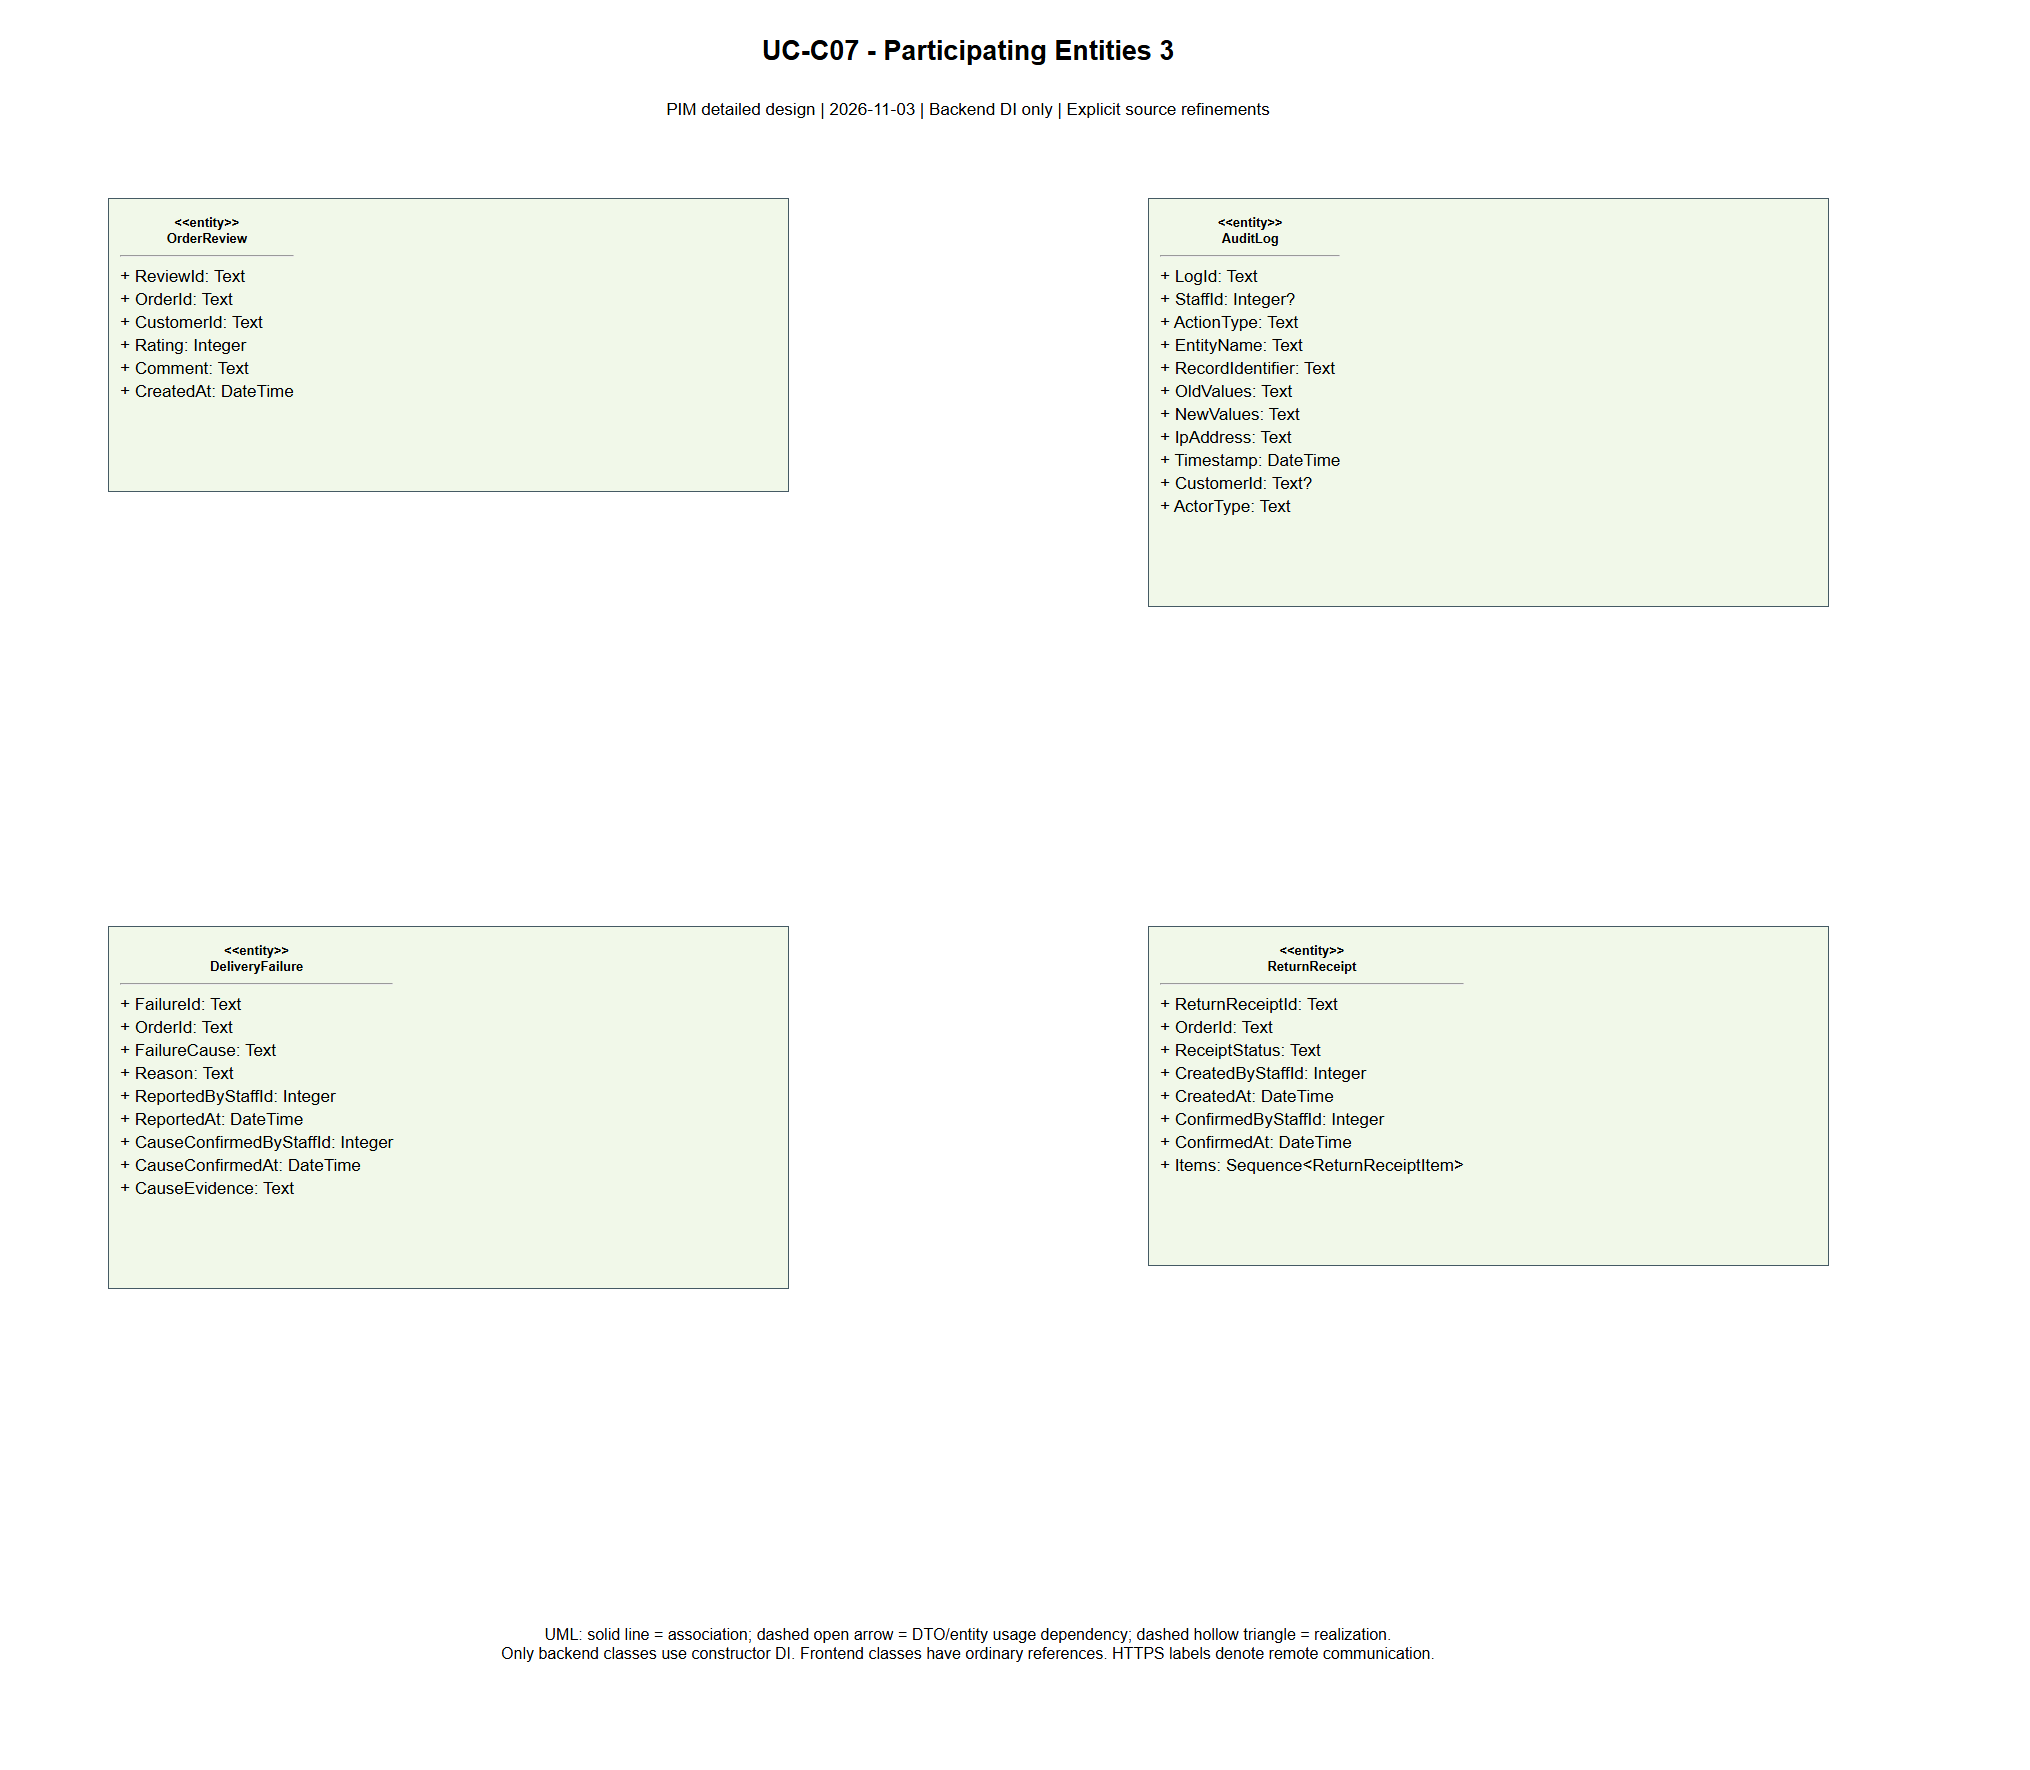 UC-C07 - Participating Entities 3
PIM detailed design | 2026-11-03 | Backend DI only | Explicit source refinements
<<entity>>
OrderReview
+ ReviewId: Text
+ OrderId: Text
+ CustomerId: Text
+ Rating: Integer
+ Comment: Text
+ CreatedAt: DateTime
<<entity>>
AuditLog
+ LogId: Text
+ StaffId: Integer?
+ ActionType: Text
+ EntityName: Text
+ RecordIdentifier: Text
+ OldValues: Text
+ NewValues: Text
+ IpAddress: Text
+ Timestamp: DateTime
+ CustomerId: Text?
+ ActorType: Text
<<entity>>
DeliveryFailure
+ FailureId: Text
+ OrderId: Text
+ FailureCause: Text
+ Reason: Text
+ ReportedByStaffId: Integer
+ ReportedAt: DateTime
+ CauseConfirmedByStaffId: Integer
+ CauseConfirmedAt: DateTime
+ CauseEvidence: Text
<<entity>>
ReturnReceipt
+ ReturnReceiptId: Text
+ OrderId: Text
+ ReceiptStatus: Text
+ CreatedByStaffId: Integer
+ CreatedAt: DateTime
+ ConfirmedByStaffId: Integer
+ ConfirmedAt: DateTime
+ Items: Sequence<ReturnReceiptItem>
UML: solid line = association; dashed open arrow = DTO/entity usage dependency; dashed hollow triangle = realization.
Only backend classes use constructor DI. Frontend classes have ordinary references. HTTPS labels denote remote communication.